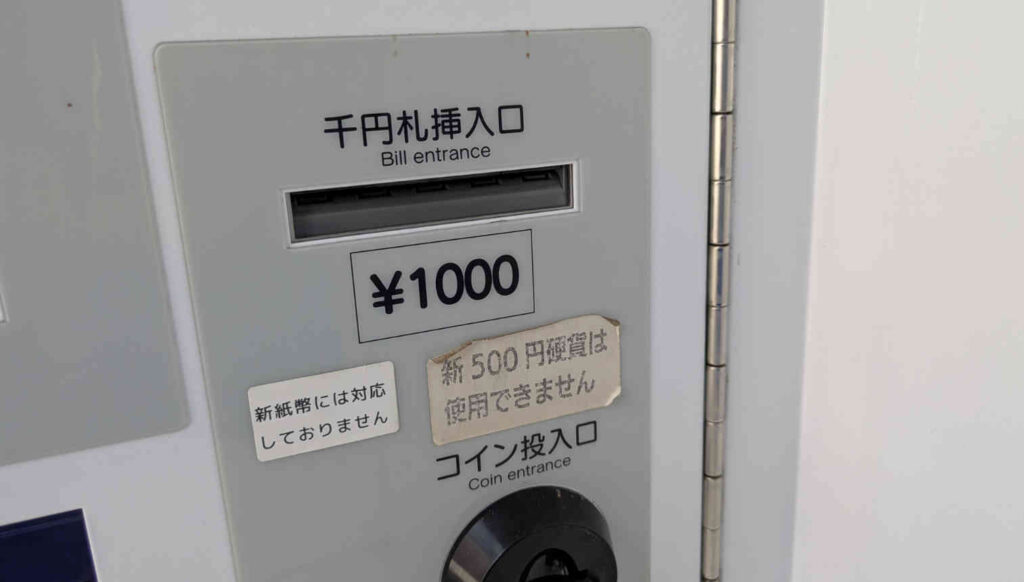 千円札挿入口
Bill entrance
¥1000
新紙幣には対応
しておりません
新500円硬貨は
使用できません
コイン投入口
Coin entrance